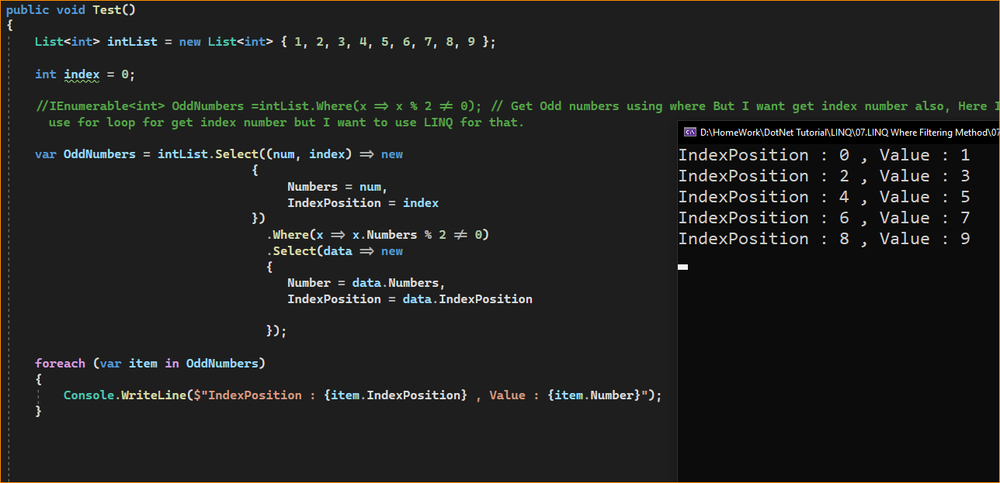 public void Test()
{
List<int> intList = new List<int> { 1, 2, 3, 4, 5, 6, 7, 8, 9 };
int index = 0;
//IEnumerable<int> OddNumbers =intList.Where(x => x % 2 != 0); // Get Odd numbers using where But I want get index number also, Here I
use for loop for get index number but I want to use LINQ for that.
var OddNumbers = intList.Select((num, index) => new
{
Numbers = num,
IndexPosition = index
})
.Where(x => x.Numbers % 2 != 0)
.Select(data => new
{
Number = data.Numbers,
IndexPosition = data.IndexPosition
});
foreach (var item in OddNumbers)
{
Console.WriteLine($"IndexPosition : {item.IndexPosition} , Value : {item.Number}");
}
D:\HomeWork\DotNet Tutorial\LINQ\07.LINQ Where Filtering Method\07
IndexPosition : 0 , Value : 1
IndexPosition : 2 , Value : 3
IndexPosition : 4 , Value : 5
IndexPosition : 6 , Value : 7
IndexPosition : 8 , Value : 9